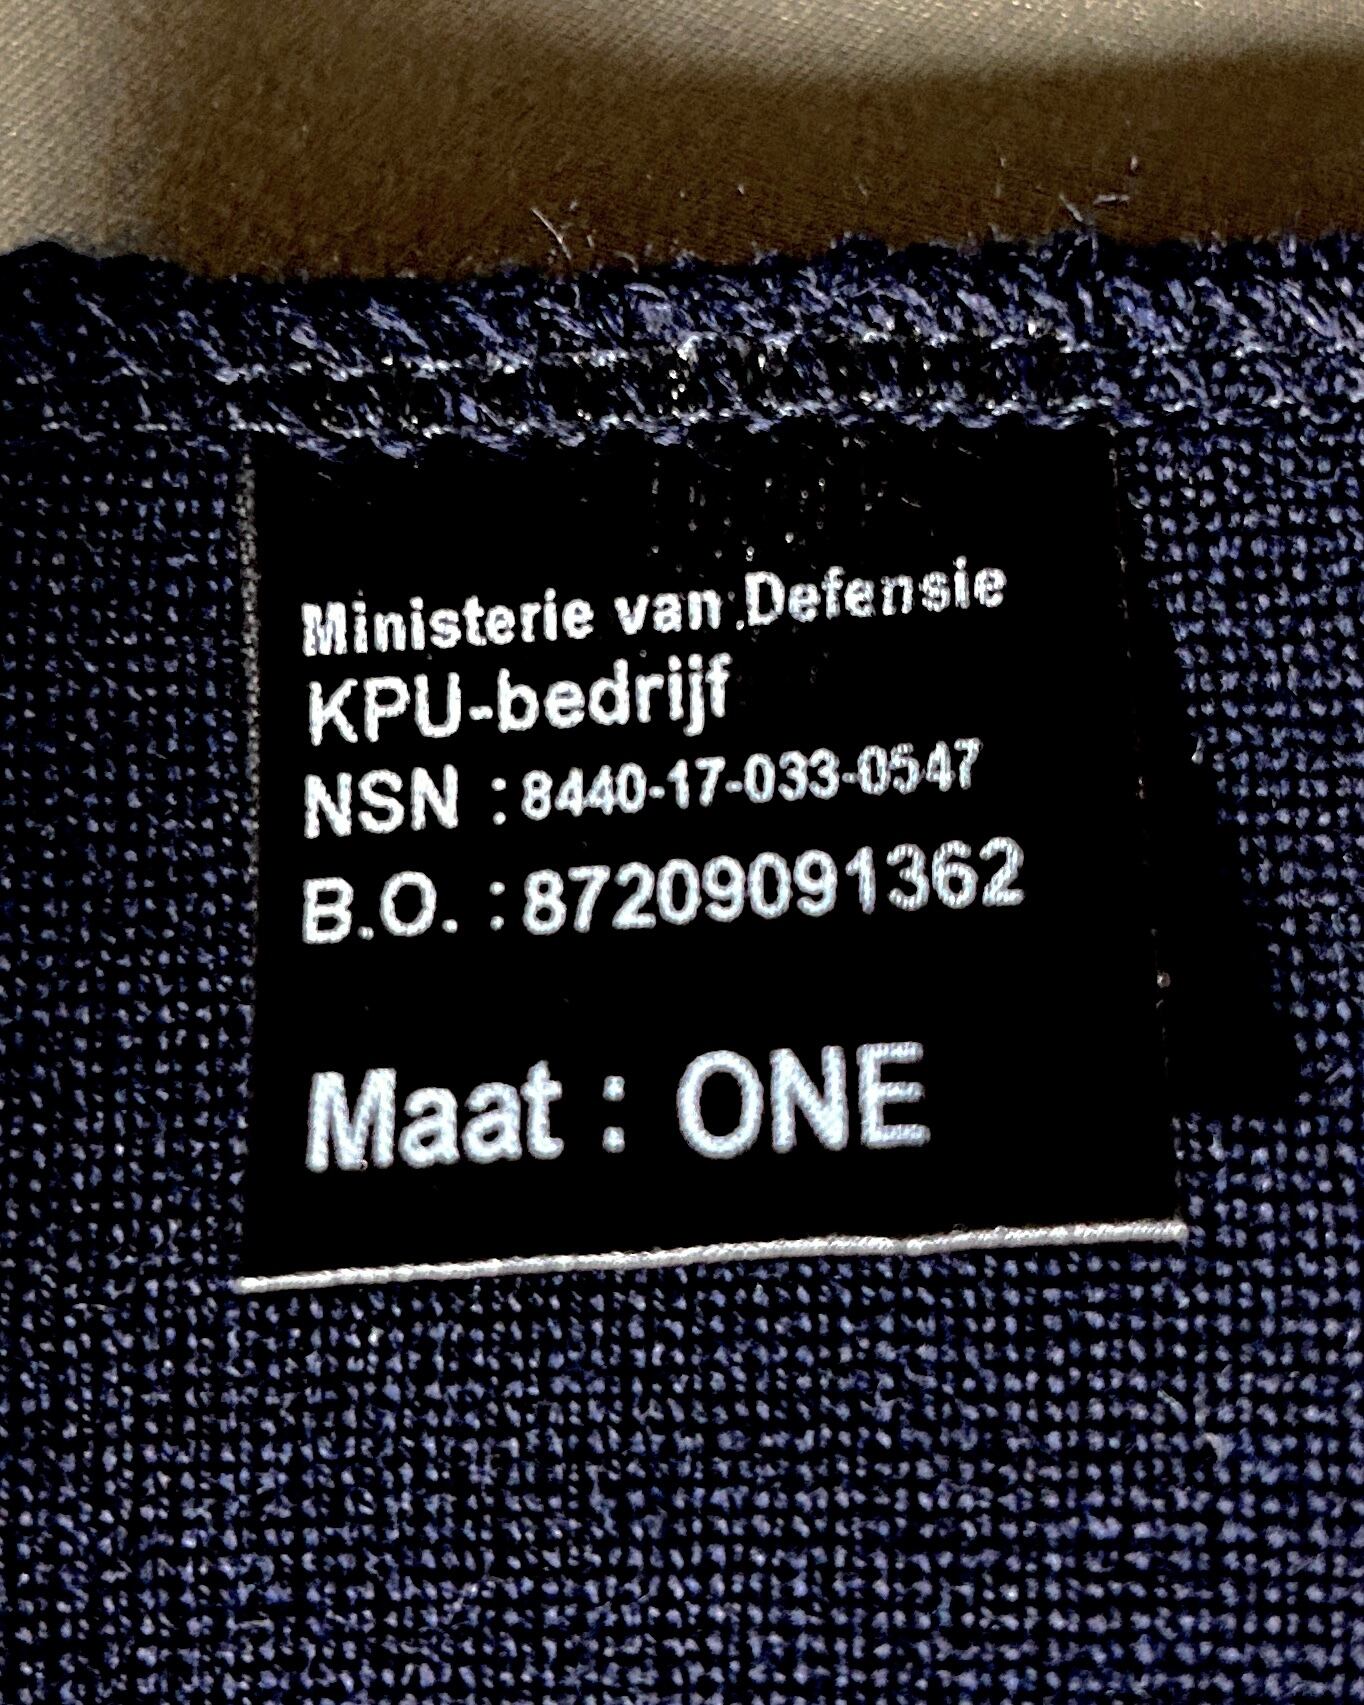 Ministerie van Defensie
KPU-bedrijf
NSN : 8440-17-033-0547
B.O. : 87209091362
Maat : ONE